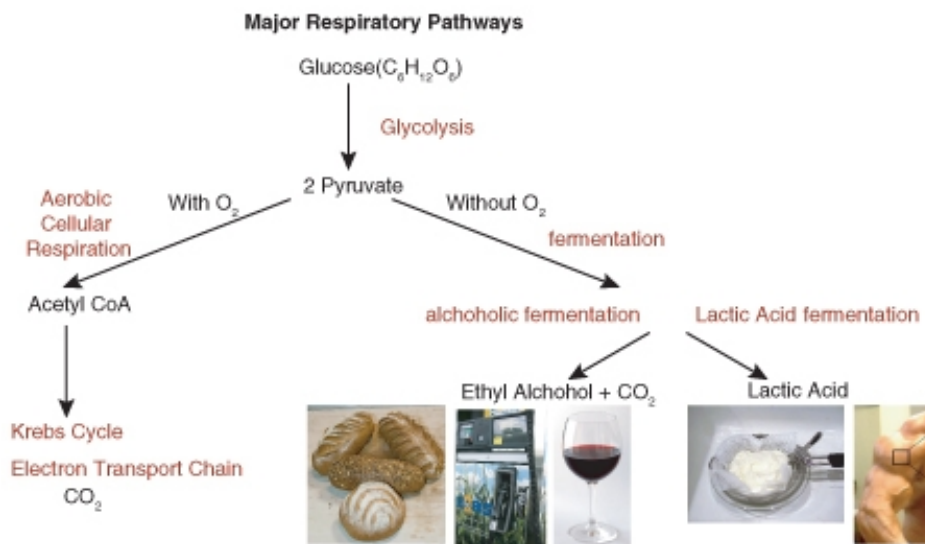 Major Respiratory Pathways
Glucose(C₆H₁₂O₆)
Glycolysis
2 Pyruvate
Aerobic
Cellular
Respiration
With O₂
Without O₂
fermentation
Acetyl CoA
alchoholic fermentation
Lactic Acid fermentation
Ethyl Alchohol + CO₂
Lactic Acid
Krebs Cycle
Electron Transport Chain
CO₂